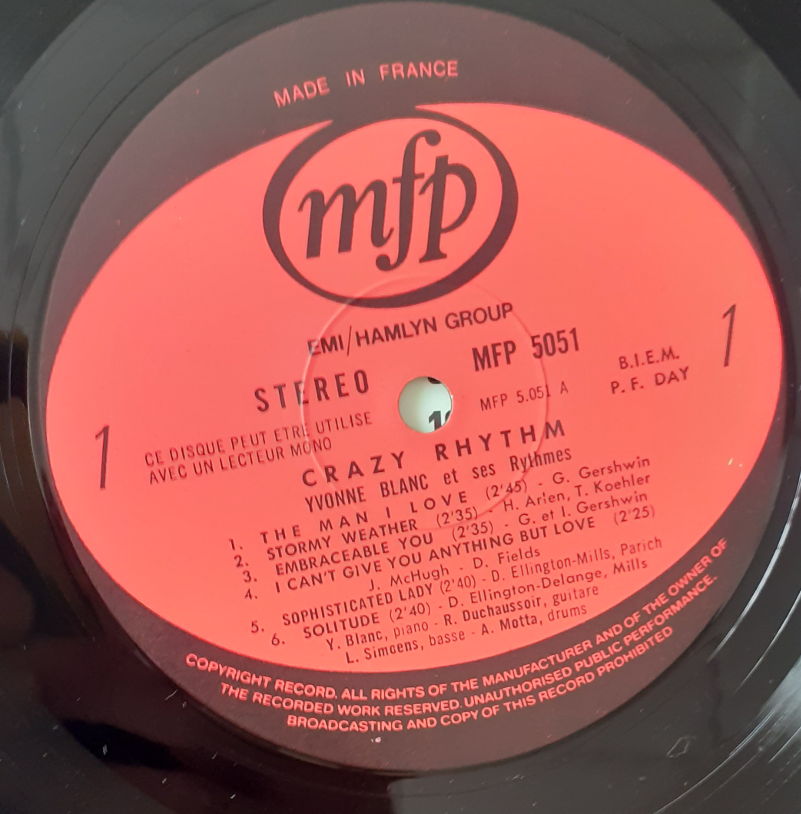 MADE IN FRANCE
mfp
EMI/HAMLYN GROUP
STEREO
MFP 5051
1
CE DISQUE PEUT ETRE UTILISE
AVEC UN LECTEUR MONO
MFP 5.051 A
B.I.E.M.
P. F. DAY
1
CRAZY RHYTHM
YVONNE BLANC et ses Rythmes
1. THE MAN I LOVE (2'45) - G. Gershwin
2. STORMY WEATHER (2'35) - H. Arlen, T. Koehler
3. EMBRACEABLE YOU (2'35) - G. et I. Gershwin
4. I CAN'T GIVE YOU ANYTHING BUT LOVE (2'25)
J. McHugh - D. Fields
5. SOPHISTICATED LADY (2'40) - D. Ellington-Mills, Parich
6. SOLITUDE (2'40) - D. Ellington-Delange, Mills
Y. Blanc, piano - R. Duchaussoir, guitare
L. Simoens, basse - A. Motta, drums
COPYRIGHT RECORD. ALL RIGHTS OF THE MANUFACTURER AND OF THE OWNER OF
THE RECORDED WORK RESERVED. UNAUTHORISED PUBLIC PERFORMANCE.
BROADCASTING AND COPY OF THIS RECORD PROHIBITED